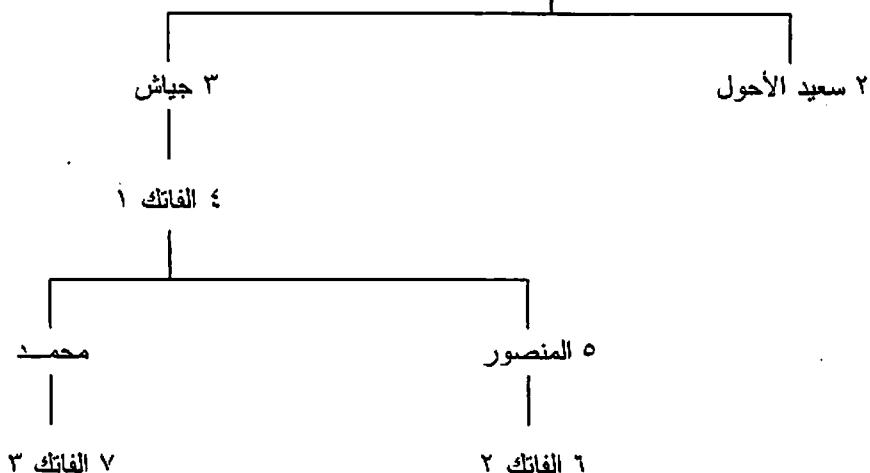 ٢ سعيد الأحول
٣ جياش
٤ الفاتك ١
٥ المنصور
محمد
٦ الفاتك ٢
٧ الفاتك ٣